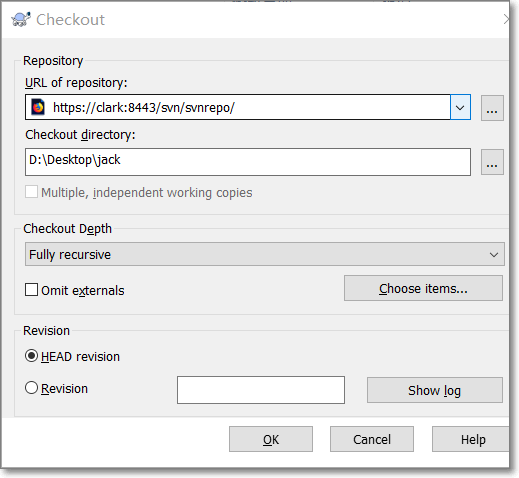 Checkout
Repository
URL of repository:
https://clark:8443/svn/svnrepo/
...
Checkout directory:
D:\Desktop\jack
...
Multiple, independent working copies
Checkout Depth
Fully recursive
Omit externals
Choose items...
Revision
HEAD revision
Revision
Show log
OK
Cancel
Help